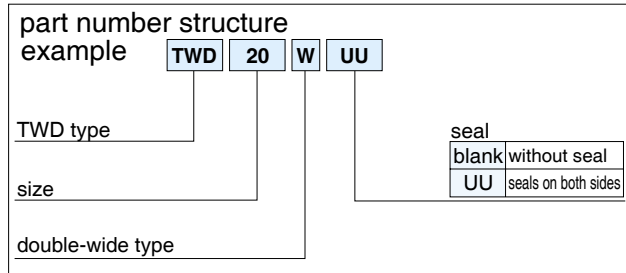 part number structure
example TWD 20 W UU
TWD type
seal
blank without seal
UU seals on both sides
size
double-wide type